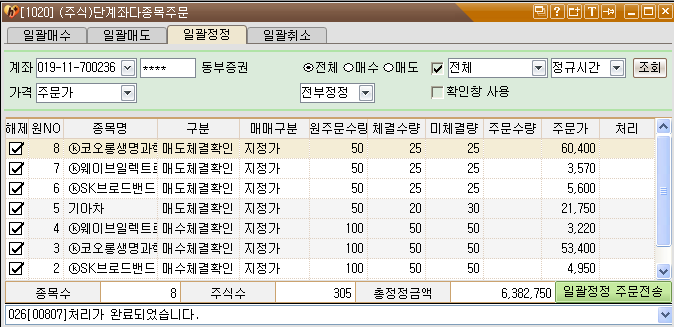 [1020] (주식)단계좌다종목주문
일괄매수 일괄매도 일괄정정 일괄취소
계좌 019-11-700236 **** 동부증권 전체 매수 매도 전체 정규시간 조회
가격 주문가 전부정정 확인창 사용
해제 원NO 종목명 구분 매매구분 원주문수량 체결수량 미체결량 주문수량 주문가 처리
8 ⓚ코오롱생명과학 매도체결확인 지정가 50 25 25 60,400
7 ⓚ웨이브일렉트로 매도체결확인 지정가 50 25 25 3,570
6 ⓚSK브로드밴드 매도체결확인 지정가 50 25 25 5,600
5 기아차 매도체결확인 지정가 50 20 30 21,750
4 ⓚ웨이브일렉트로 매수체결확인 지정가 100 50 50 3,220
3 ⓚ코오롱생명과학 매수체결확인 지정가 100 50 50 53,400
2 ⓚSK브로드밴드 매수체결확인 지정가 100 50 50 4,950
종목수 8 주식수 305 총정정금액 6,382,750 일괄정정 주문전송
026[00807]처리가 완료되었습니다.